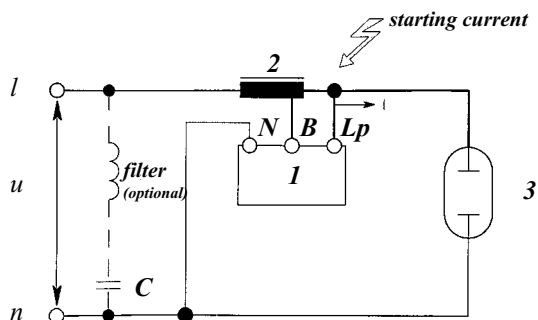 starting current
l
2
i
N B Lp
filter
(optional)
1
3
u
C
n